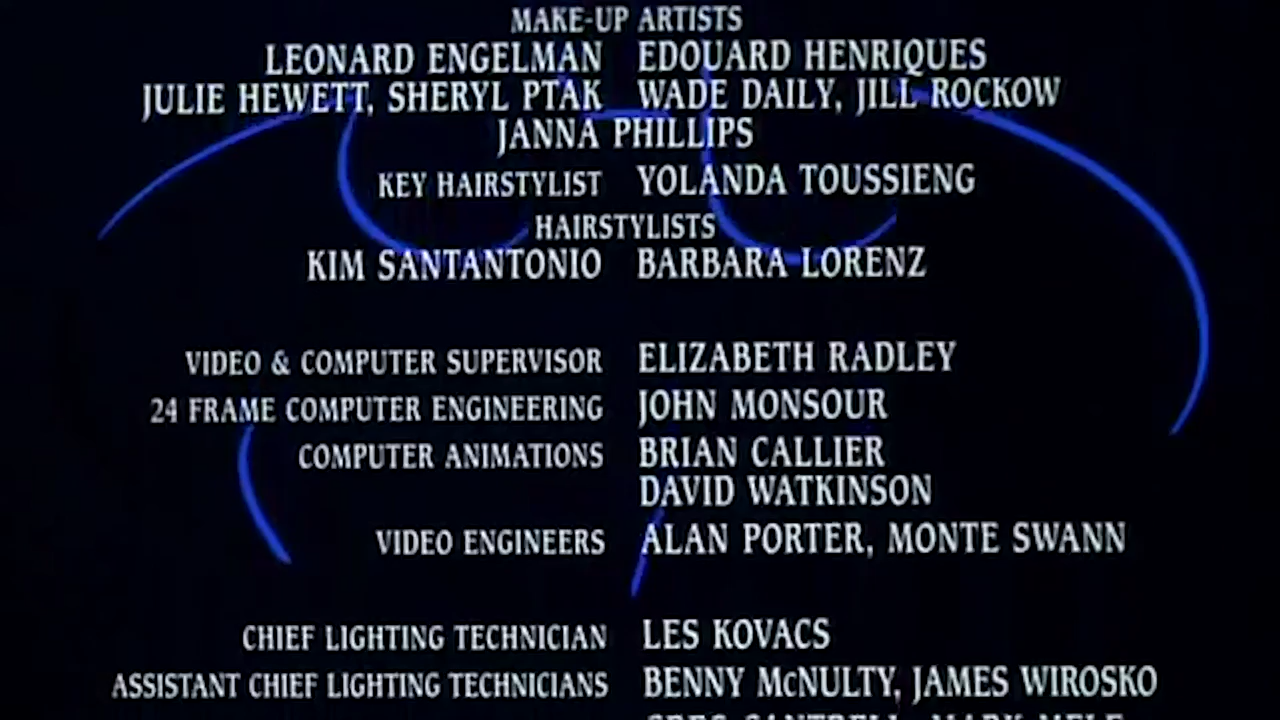 MAKE-UP ARTISTS
LEONARD ENGELMAN EDOUARD HENRIQUES
JULIE HEWETT, SHERYL PTAK WADE DAILY, JILL ROCKOW
JANNA PHILLIPS
KEY HAIRSTYLIST YOLANDA TOUSSIENG
HAIRSTYLISTS
KIM SANTANTONIO BARBARA LORENZ
VIDEO & COMPUTER SUPERVISOR ELIZABETH RADLEY
24 FRAME COMPUTER ENGINEERING JOHN MONSOUR
COMPUTER ANIMATIONS BRIAN CALLIER
DAVID WATKINSON
VIDEO ENGINEERS ALAN PORTER, MONTE SWANN
CHIEF LIGHTING TECHNICIAN LES KOVACS
ASSISTANT CHIEF LIGHTING TECHNICIANS BENNY McNULTY, JAMES WIROSKO